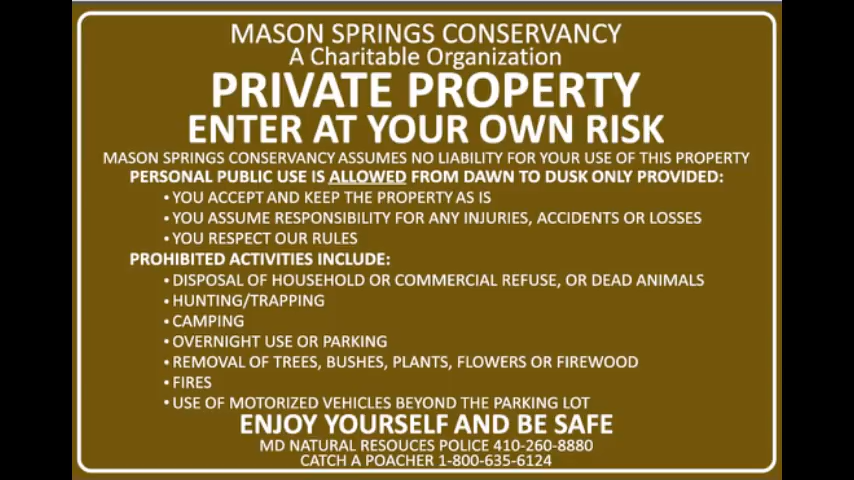 MASON SPRINGS CONSERVANCY
A Charitable Organization
PRIVATE PROPERTY
ENTER AT YOUR OWN RISK
MASON SPRINGS CONSERVANCY ASSUMES NO LIABILITY FOR YOUR USE OF THIS PROPERTY
PERSONAL PUBLIC USE IS ALLOWED FROM DAWN TO DUSK ONLY PROVIDED:
• YOU ACCEPT AND KEEP THE PROPERTY AS IS
• YOU ASSUME RESPONSIBILITY FOR ANY INJURIES, ACCIDENTS OR LOSSES
• YOU RESPECT OUR RULES
PROHIBITED ACTIVITIES INCLUDE:
• DISPOSAL OF HOUSEHOLD OR COMMERCIAL REFUSE, OR DEAD ANIMALS
• HUNTING/TRAPPING
• CAMPING
• OVERNIGHT USE OR PARKING
• REMOVAL OF TREES, BUSHES, PLANTS, FLOWERS OR FIREWOOD
• FIRES
• USE OF MOTORIZED VEHICLES BEYOND THE PARKING LOT
ENJOY YOURSELF AND BE SAFE
MD NATURAL RESOUCES POLICE 410-260-8880
CATCH A POACHER 1-800-635-6124